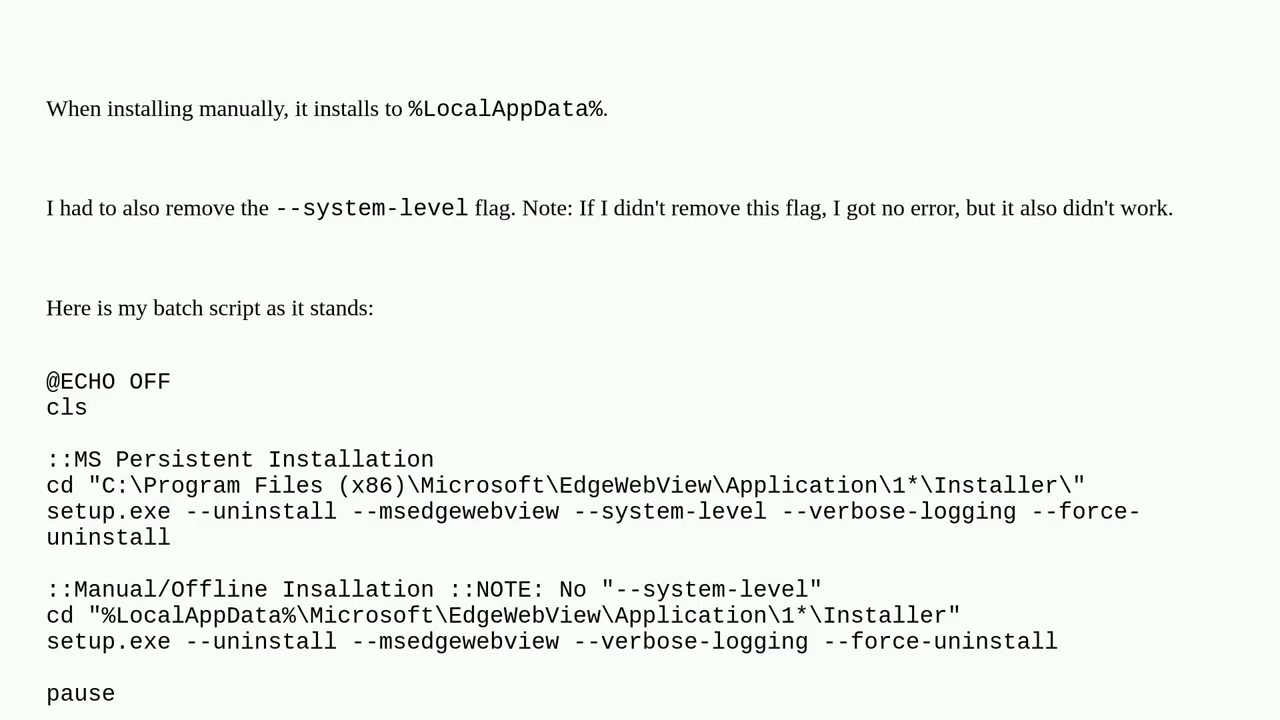 When installing manually, it installs to %LocalAppData%.
I had to also remove the --system-level flag. Note: If I didn't remove this flag, I got no error, but it also didn't work.
Here is my batch script as it stands:
@ECHO OFF
cls
::MS Persistent Installation
cd "C:\Program Files (x86)\Microsoft\EdgeWebView\Application\1*\Installer\"
setup.exe --uninstall --msedgewebview --system-level --verbose-logging --force-
uninstall
::Manual/Offline Insallation ::NOTE: No "--system-level"
cd "%LocalAppData%\Microsoft\EdgeWebView\Application\1*\Installer"
setup.exe --uninstall --msedgewebview --verbose-logging --force-uninstall
pause